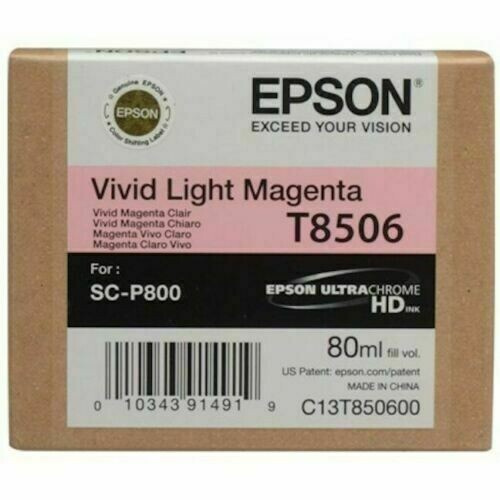 Genuine EPSON
EPSON
Color Shifting Label
EPSON®
EXCEED YOUR VISION
Vivid Light Magenta
Vivid Magenta Clair
Vivid Magenta Chiaro
Magenta Vivo Claro
Magenta Claro Vivo
T8506
For :
SC-P800
EPSON ULTRACHROME
HD INK
80ml fill vol.
US Patent: epson.com/patent
MADE IN CHINA
0 10343 91491 9
C13T850600